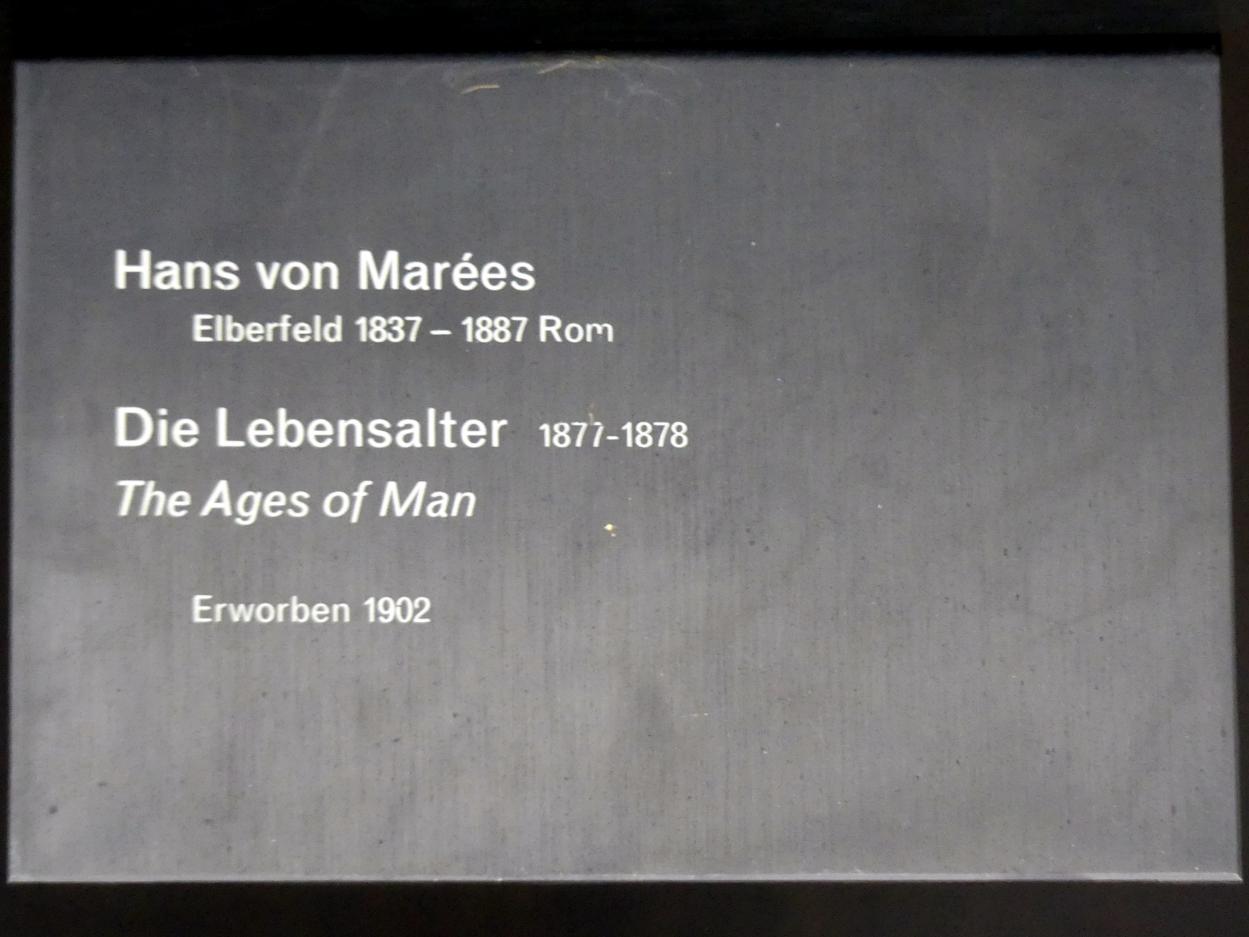 Hans von Marées
Elberfeld 1837 – 1887 Rom
Die Lebensalter 1877-1878
The Ages of Man
Erworben 1902